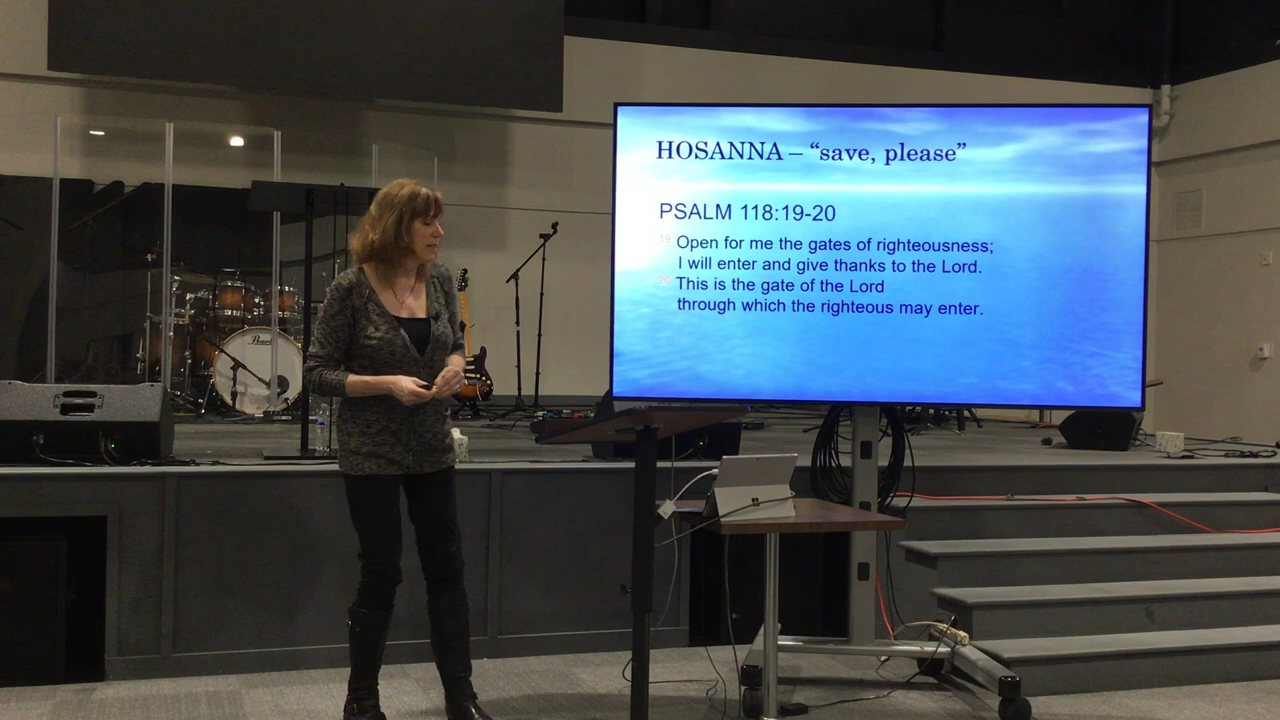 HOSANNA – “save, please”
PSALM 118:19-20
19 Open for me the gates of righteousness;
I will enter and give thanks to the Lord.
20 This is the gate of the Lord
through which the righteous may enter.
Pearl